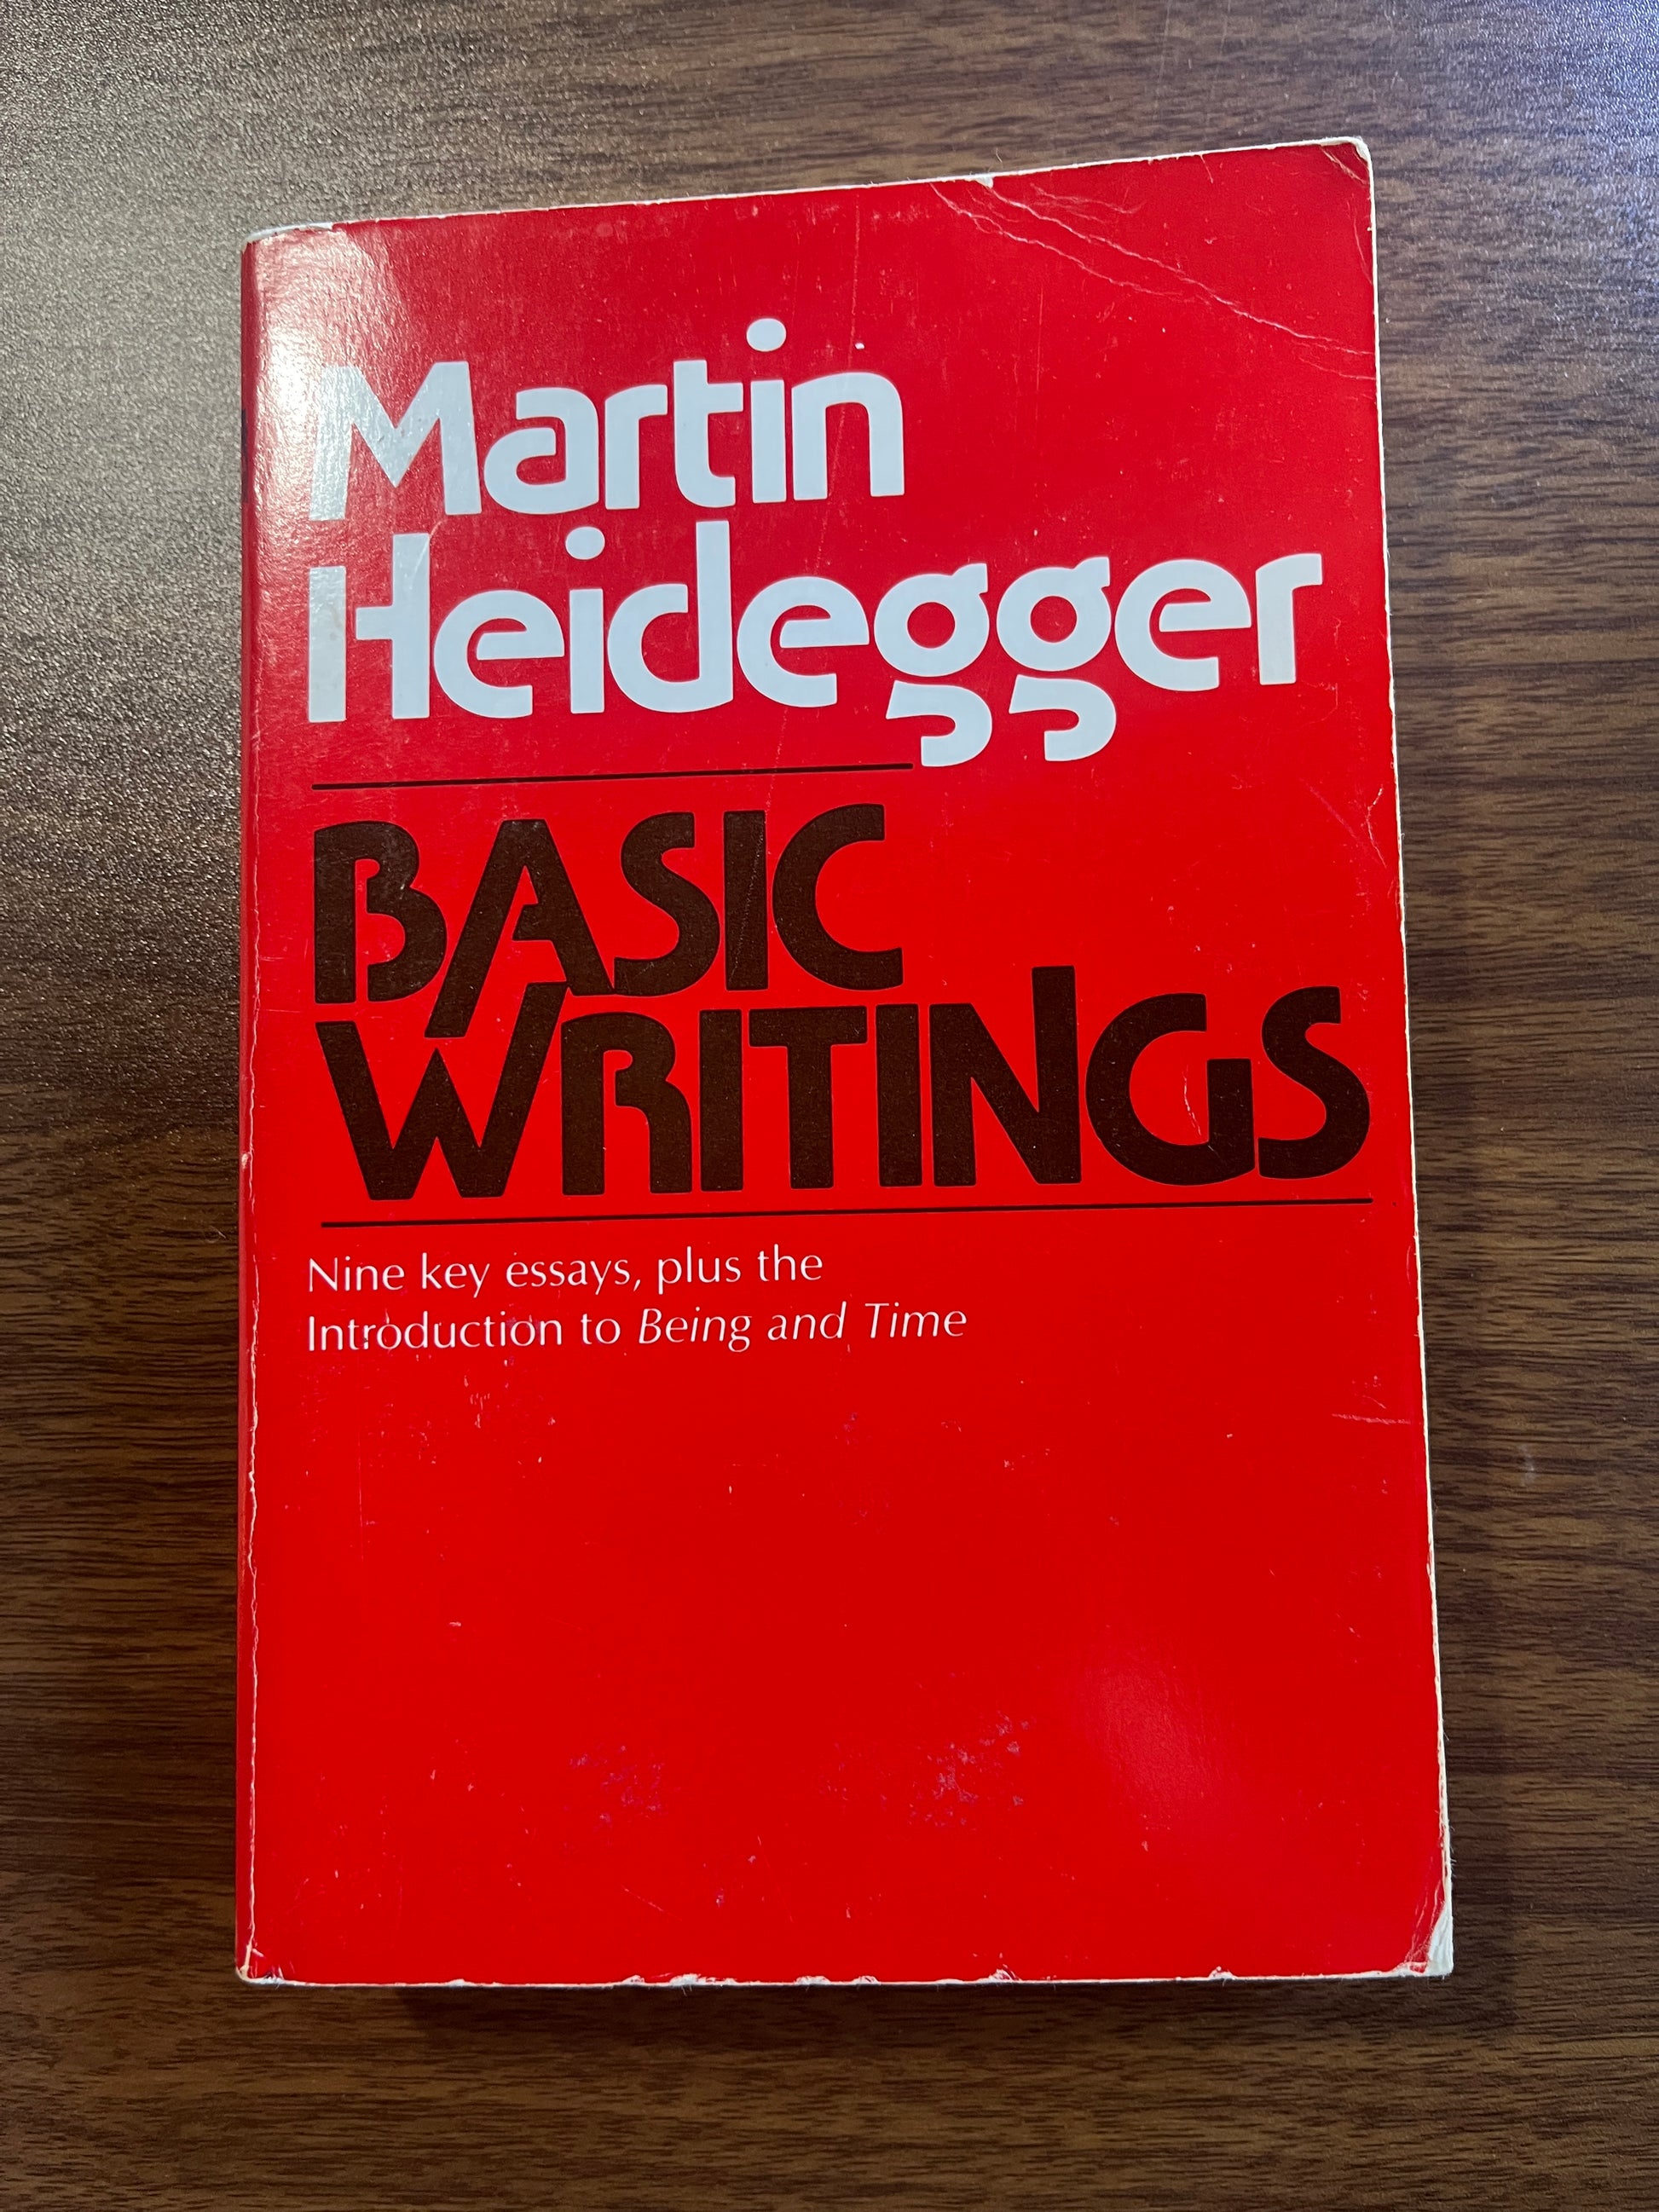 Martin
Heidegger
BASIC
WRITINGS
Nine key essays, plus the
Introduction to Being and Time